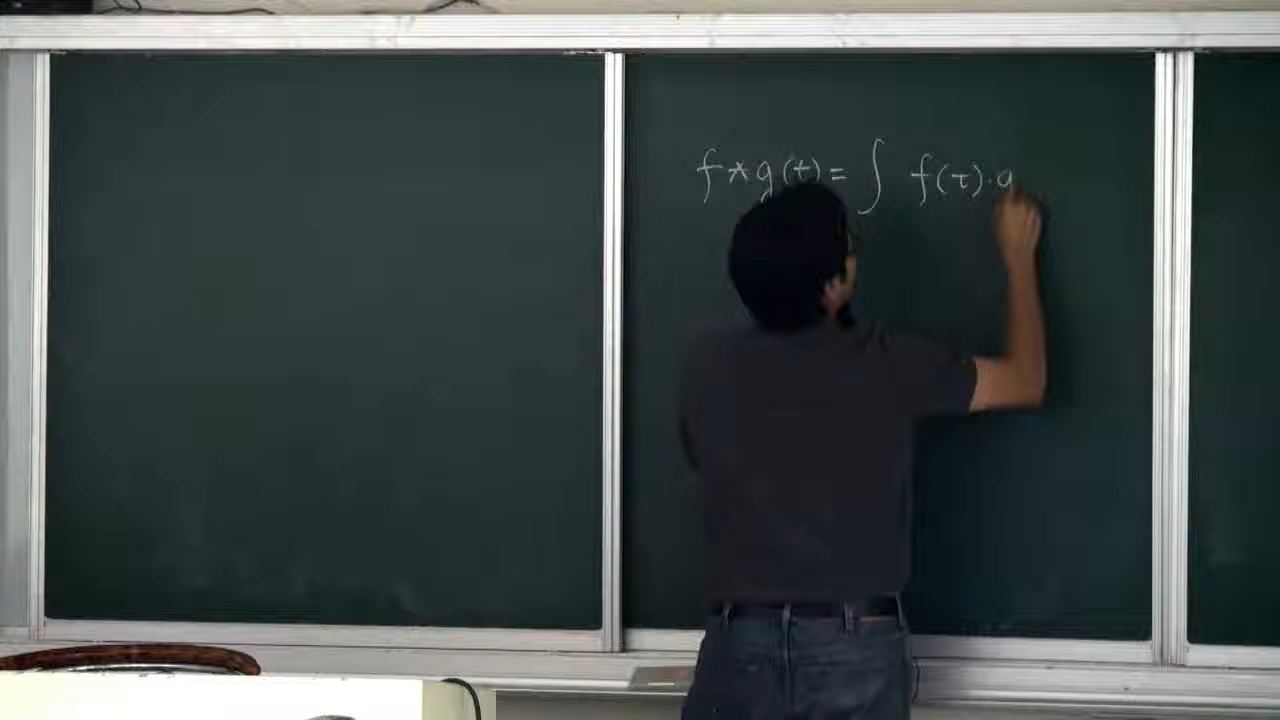 f * g(t) = ∫ f(τ)·g